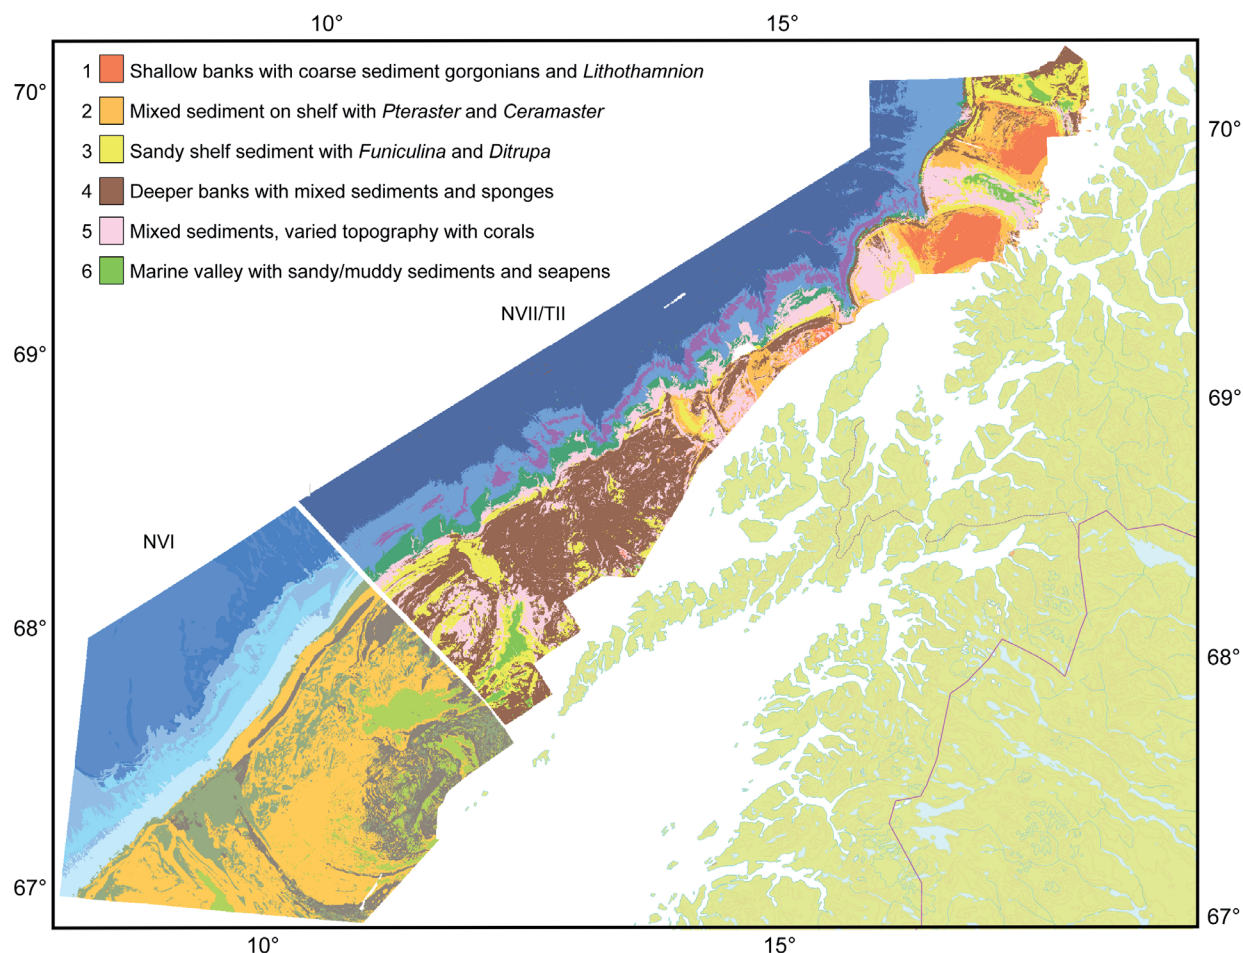 10° 15°
70°
1 Shallow banks with coarse sediment gorgonians and Lithothamnion
2 Mixed sediment on shelf with Pteraster and Ceramaster
3 Sandy shelf sediment with Funiculina and Ditrupa
4 Deeper banks with mixed sediments and sponges
5 Mixed sediments, varied topography with corals
6 Marine valley with sandy/muddy sediments and seapens
70°
NVII/TII
69°
69°
NVI
68°
68°
67°
67°
10° 15°